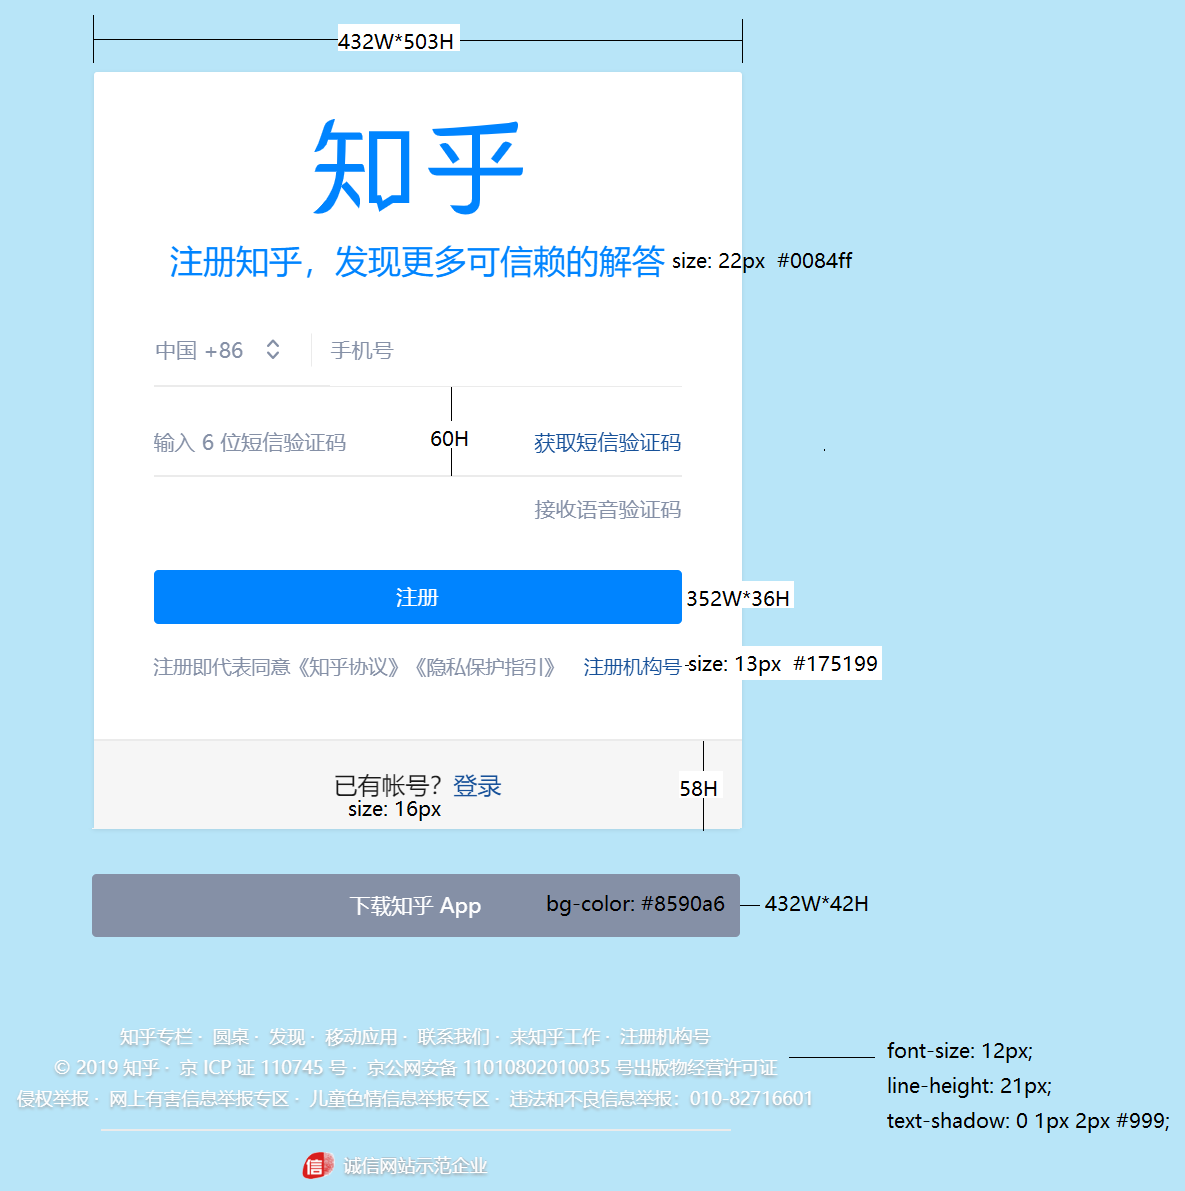 432W*503H
知乎
注册知乎，发现更多可信赖的解答 size: 22px #0084ff
中国 +86 手机号
输入 6 位短信验证码 60H 获取短信验证码
接收语音验证码
注册 352W*36H
注册即代表同意《知乎协议》《隐私保护指引》 注册机构号 size: 13px #175199
已有帐号？登录 58H
size: 16px
下载知乎 App bg-color: #8590a6 432W*42H
知乎专栏 · 圆桌 · 发现 · 移动应用 · 联系我们 · 来知乎工作 · 注册机构号
© 2019 知乎 · 京 ICP 证 110745 号 · 京公网安备 11010802010035 号出版物经营许可证
侵权举报 · 网上有害信息举报专区 · 儿童色情信息举报专区 · 违法和不良信息举报：010-82716601
font-size: 12px;
line-height: 21px;
text-shadow: 0 1px 2px #999;
信 诚信网站示范企业